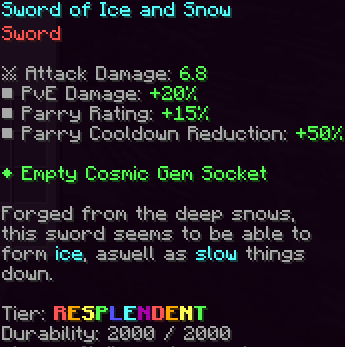 Sword of Ice and Snow
Sword
⚔ Attack Damage: 6.8
■ PvE Damage: +20%
■ Parry Rating: +15%
■ Parry Cooldown Reduction: +50%
◆ Empty Cosmic Gem Socket
Forged from the deep snows,
this sword seems to be able to
form ice, aswell as slow things
down.
Tier: RESPLENDENT
Durability: 2000 / 2000